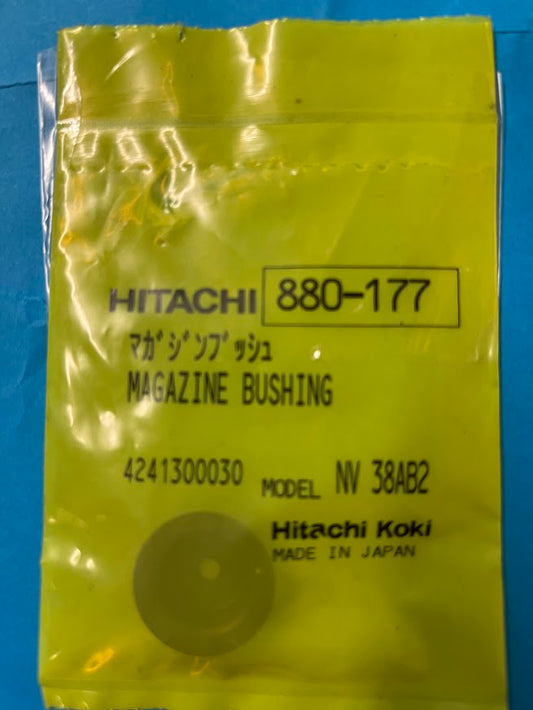 HITACHI 880-177
ﾏｶﾞｼﾞﾝﾌﾞｯｼｭ
MAGAZINE BUSHING
4241300030 MODEL NV 38AB2
Hitachi Koki
MADE IN JAPAN